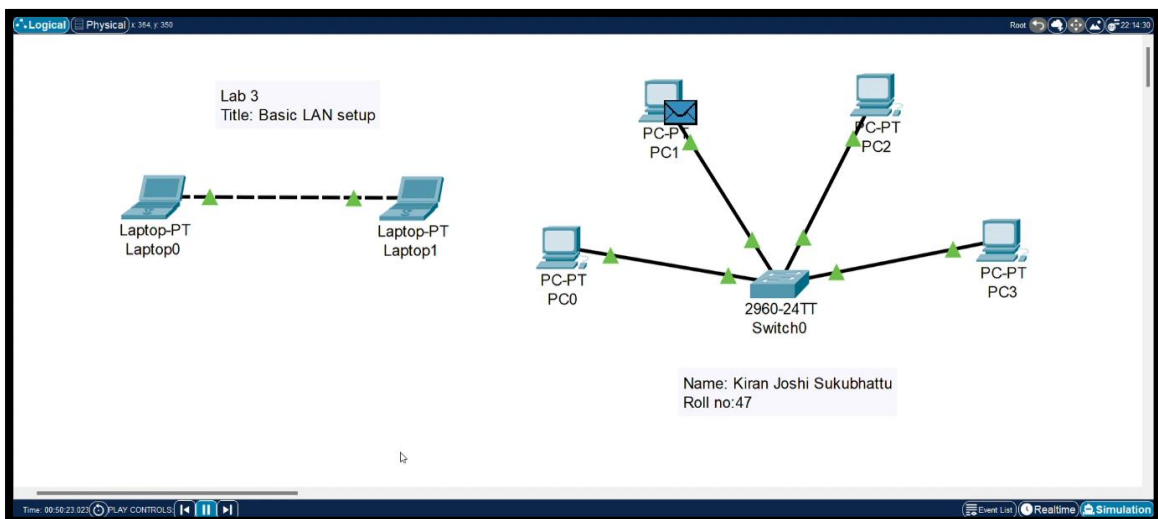 Logical Physical x: 364, y: 350
Root 22:14:30
Lab 3
Title: Basic LAN setup
Laptop-PT
Laptop0
Laptop-PT
Laptop1
PC-PT
PC1
PC-PT
PC2
PC-PT
PC0
PC-PT
PC3
2960-24TT
Switch0
Name: Kiran Joshi Sukubhattu
Roll no:47
Time: 00:50:23.023 PLAY CONTROLS:
Event List Realtime Simulation